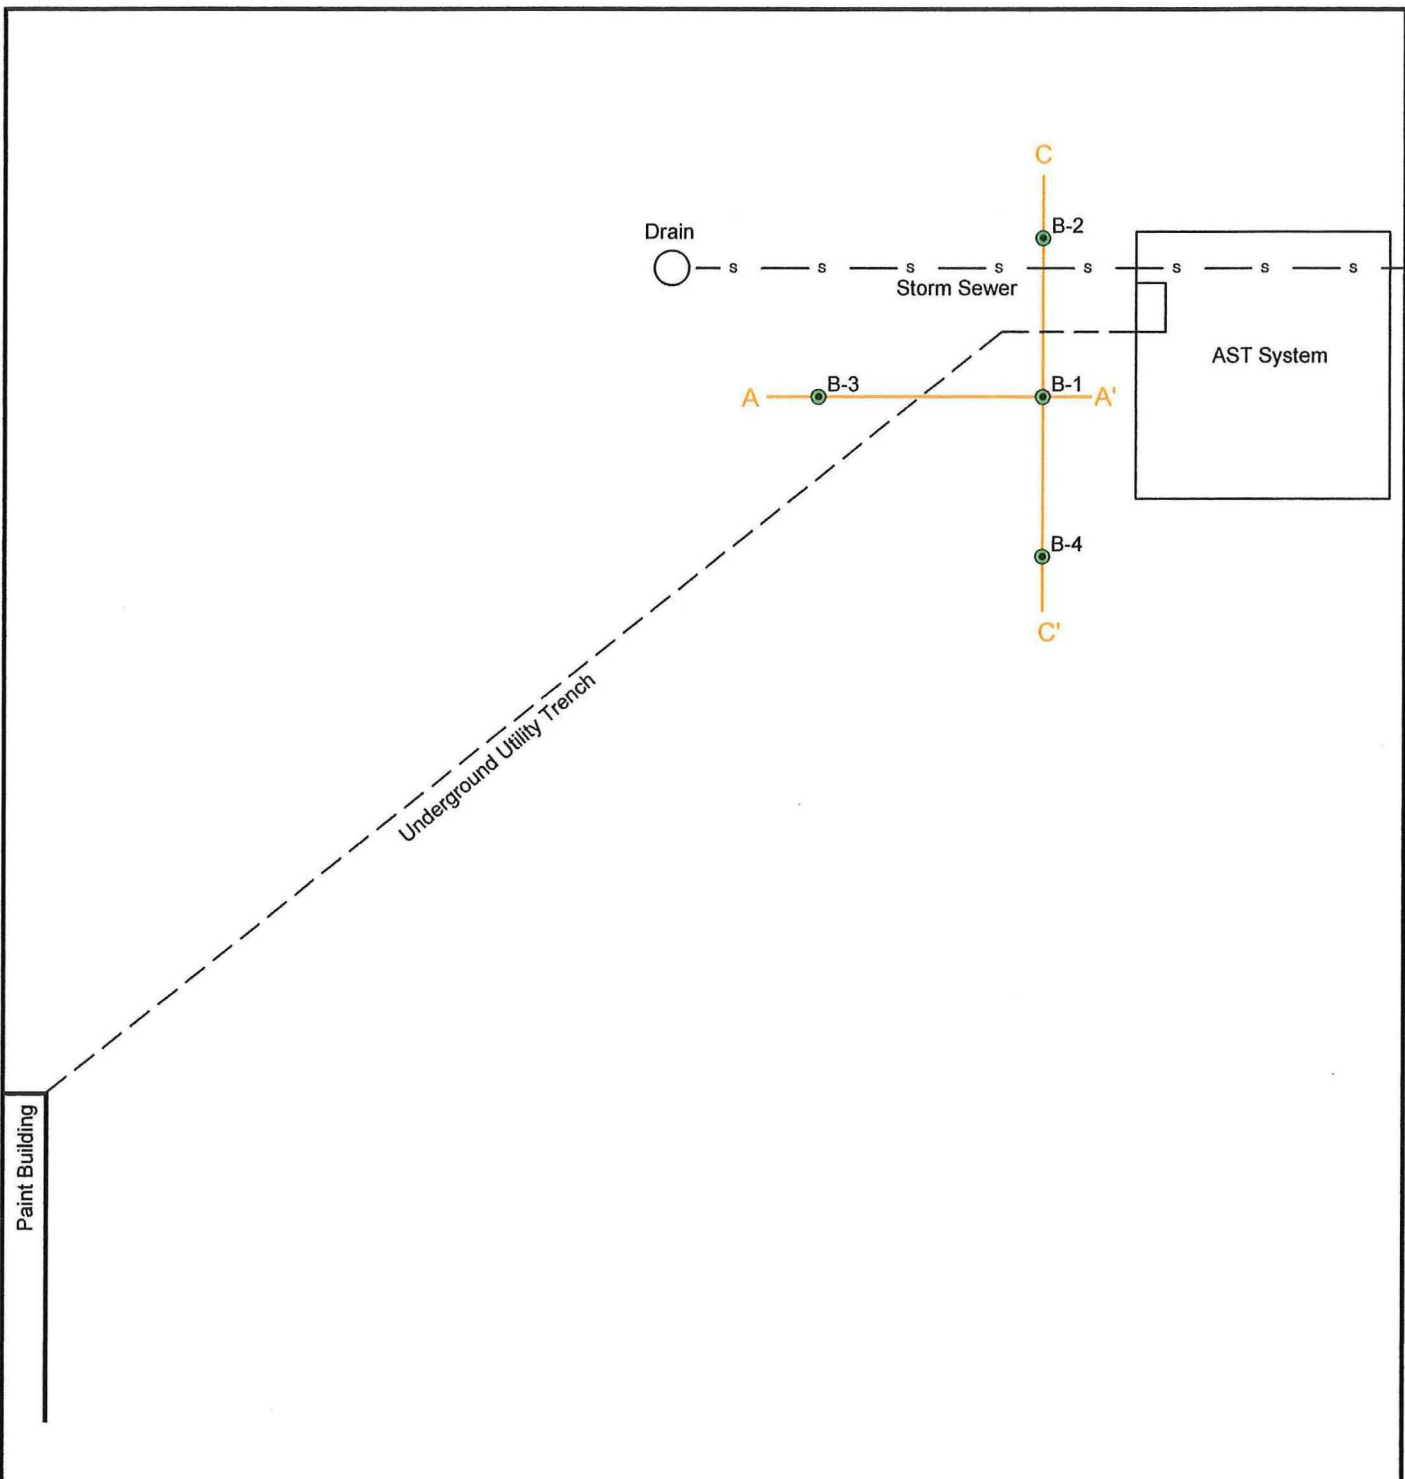 C
B-2
Drain
s s s s s s s s
Storm Sewer
AST System
A
B-3
B-1
A'
B-4
C'
Underground Utility Trench
Paint Building